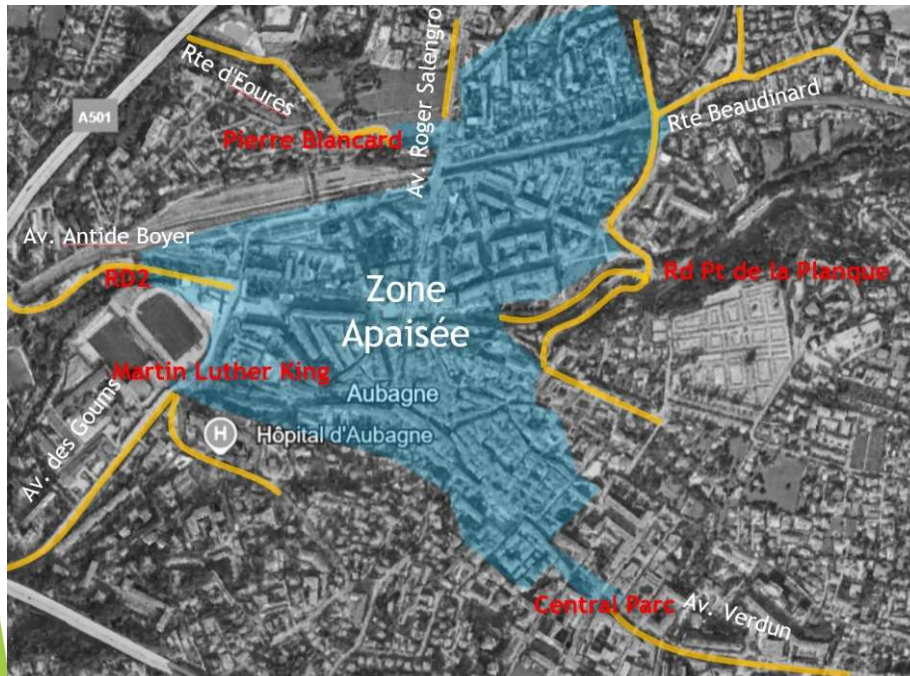 Rte d'Eoures
A501
Pierre Blancard
Av. Roger Salengro
Rte Beaudinard
Av. Antide Boyer
RD2
Rd Pt de la Planque
Zone
Apaisée
Martin Luther King
Aubagne
Av. des Goums
H
Hôpital d'Aubagne
Central Parc
Av. Verdun